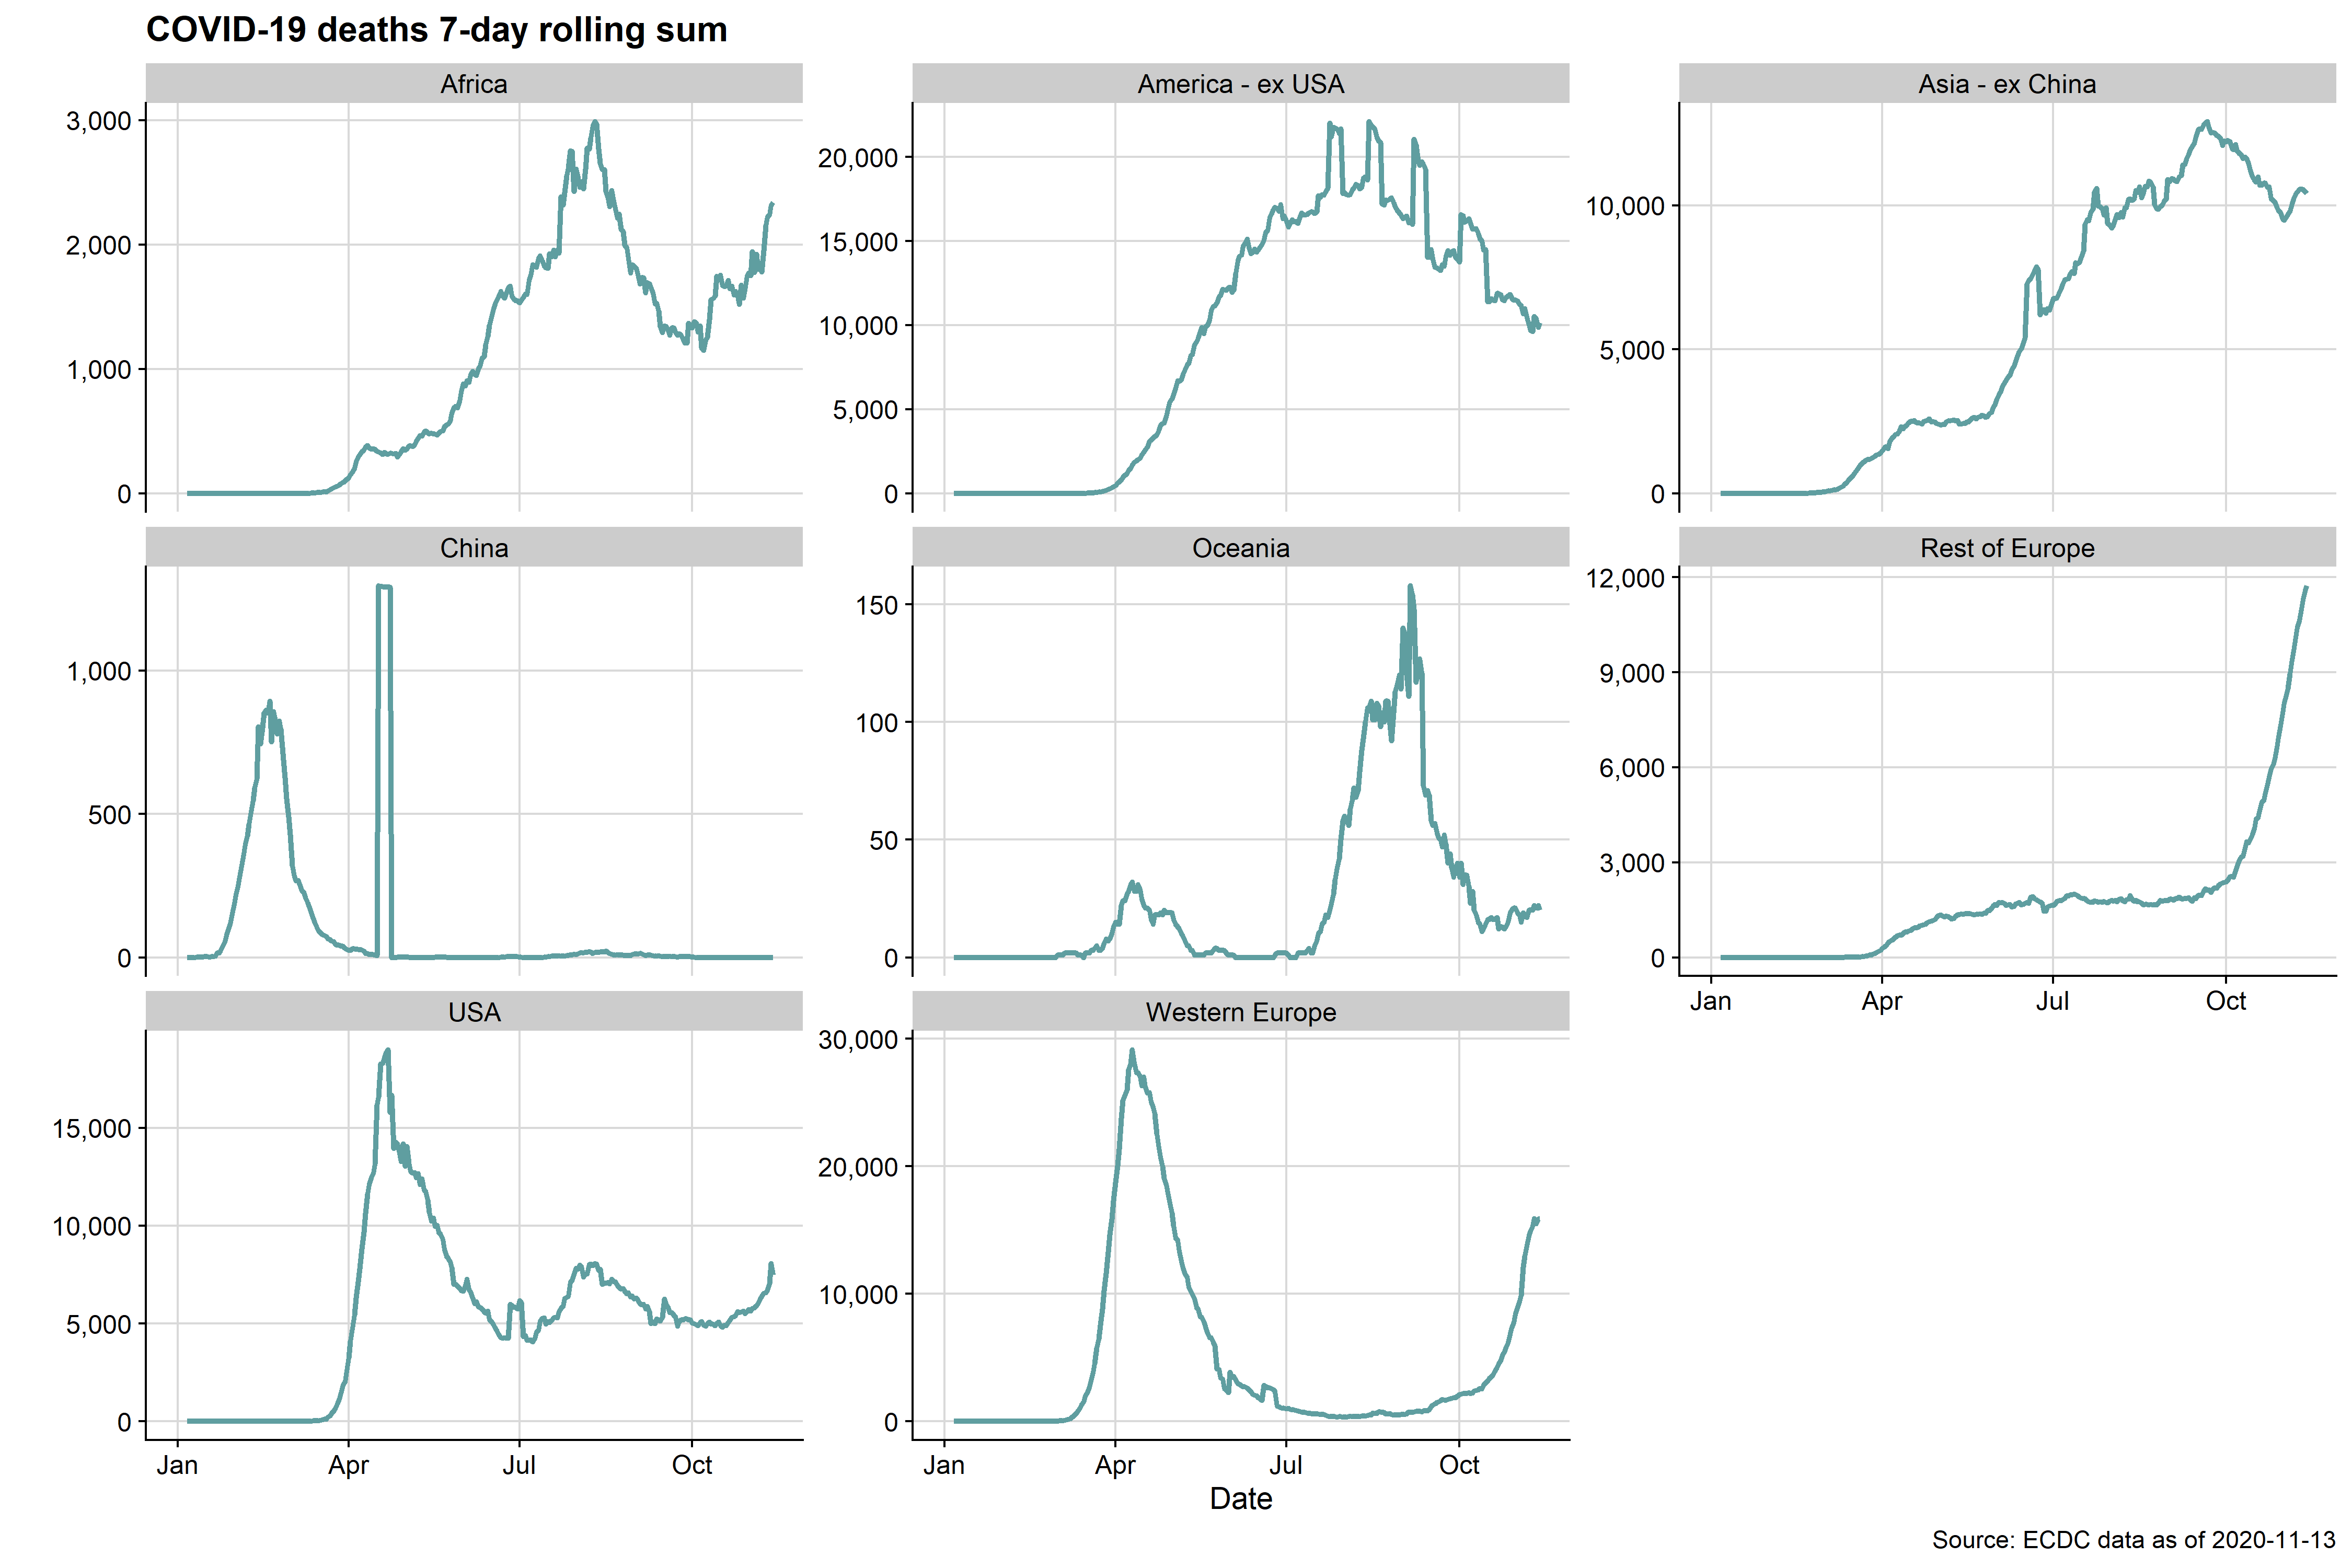 COVID-19 deaths 7-day rolling sum
Africa
3,000
2,000
1,000
0
America - ex USA
20,000
15,000
10,000
5,000
0
Asia - ex China
10,000
5,000
0
China
1,000
500
0
Oceania
150
100
50
0
Rest of Europe
12,000
9,000
6,000
3,000
0
Jan Apr Jul Oct
USA
15,000
10,000
5,000
0
Jan Apr Jul Oct
Western Europe
30,000
20,000
10,000
0
Jan Apr Jul Oct
Date
Source: ECDC data as of 2020-11-13